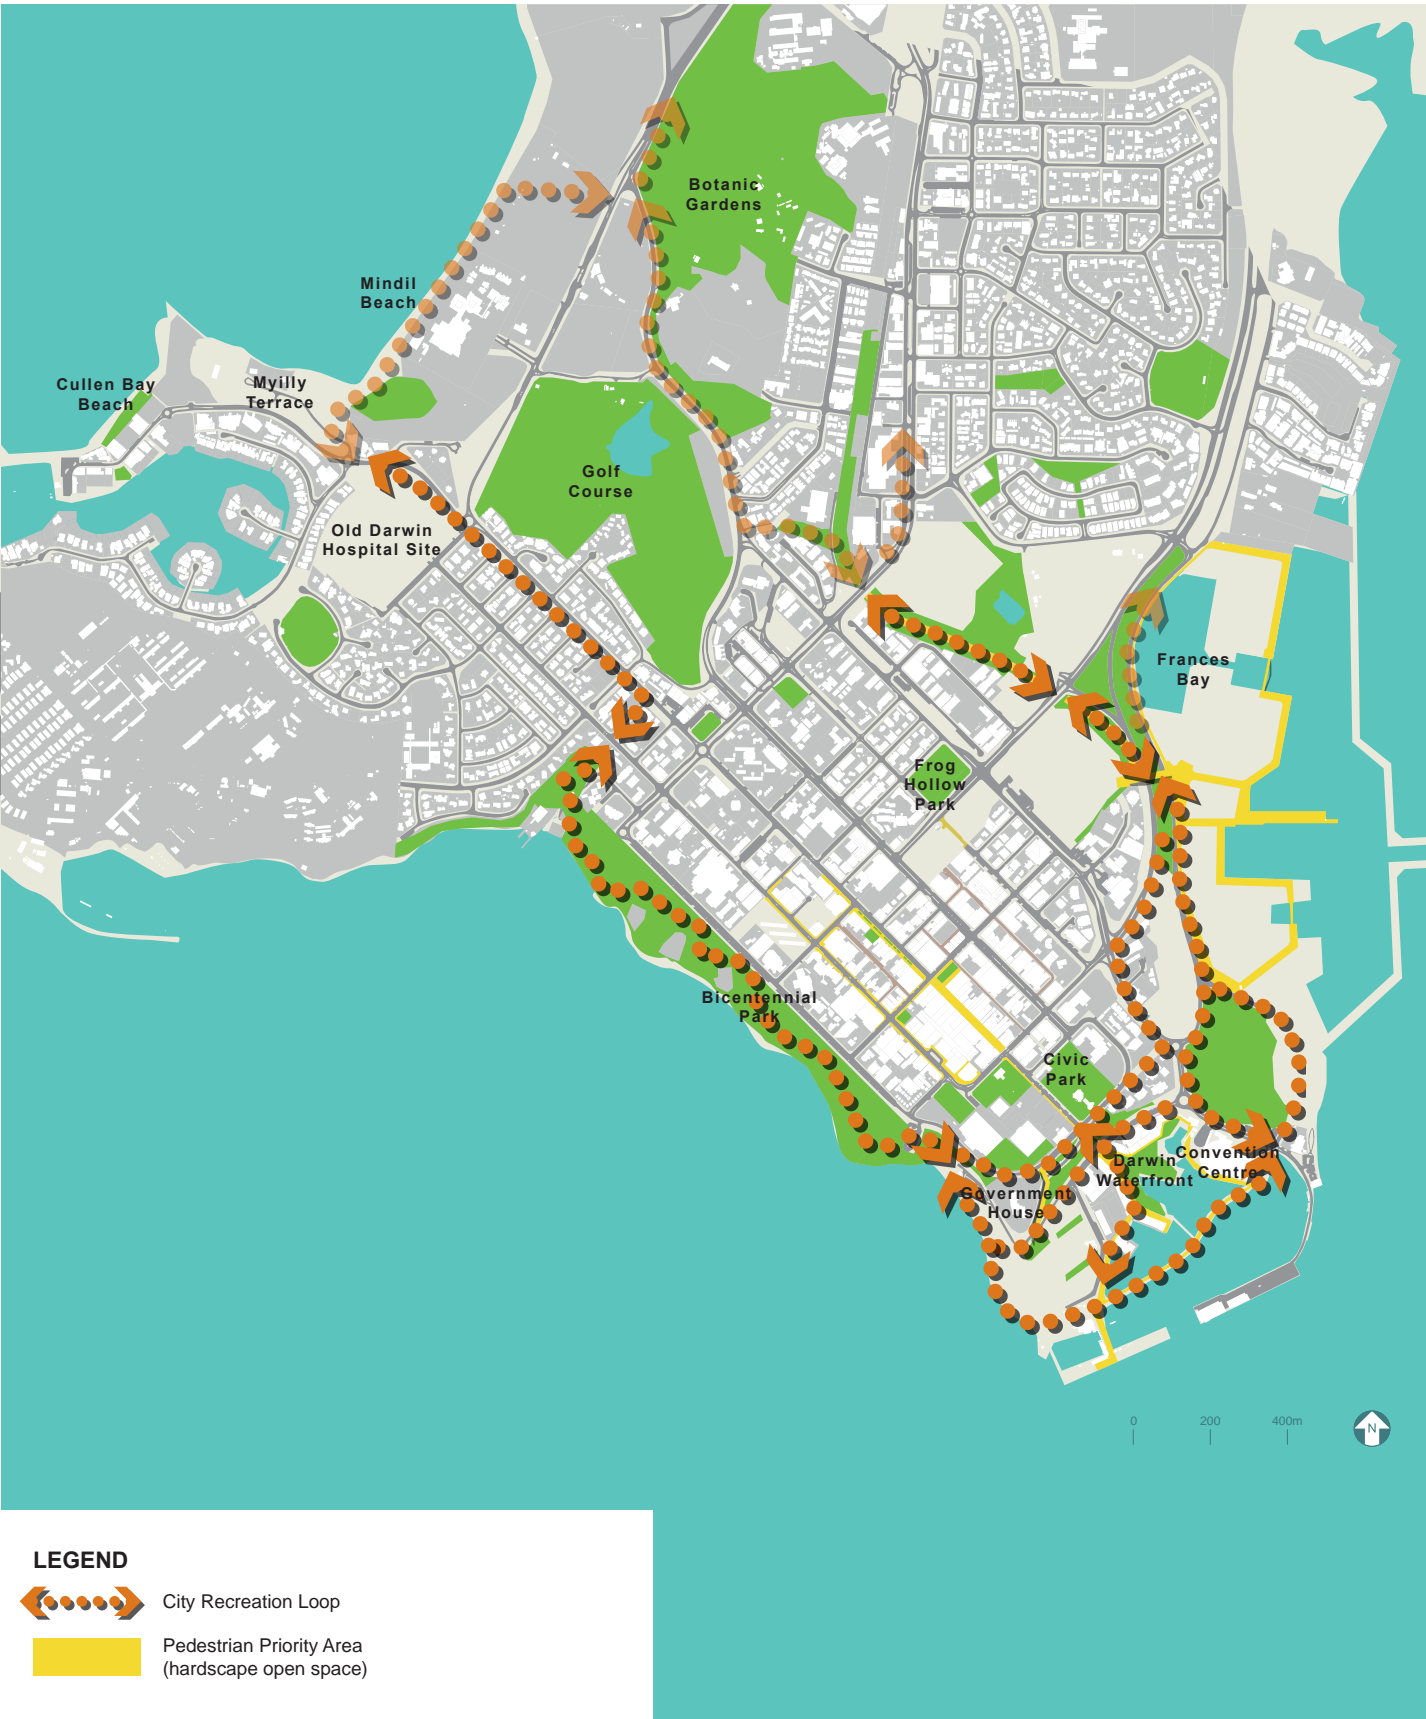 Botanic
Gardens
Mindil
Beach
Cullen Bay
Beach
Myilly
Terrace
Golf
Course
Old Darwin
Hospital Site
Frances
Bay
Frog
Hollow
Park
Bicentennial
Park
Civic
Park
Darwin
Waterfront
Convention
Centre
Government
House
0 200 400m
N
LEGEND
City Recreation Loop
Pedestrian Priority Area
(hardscape open space)